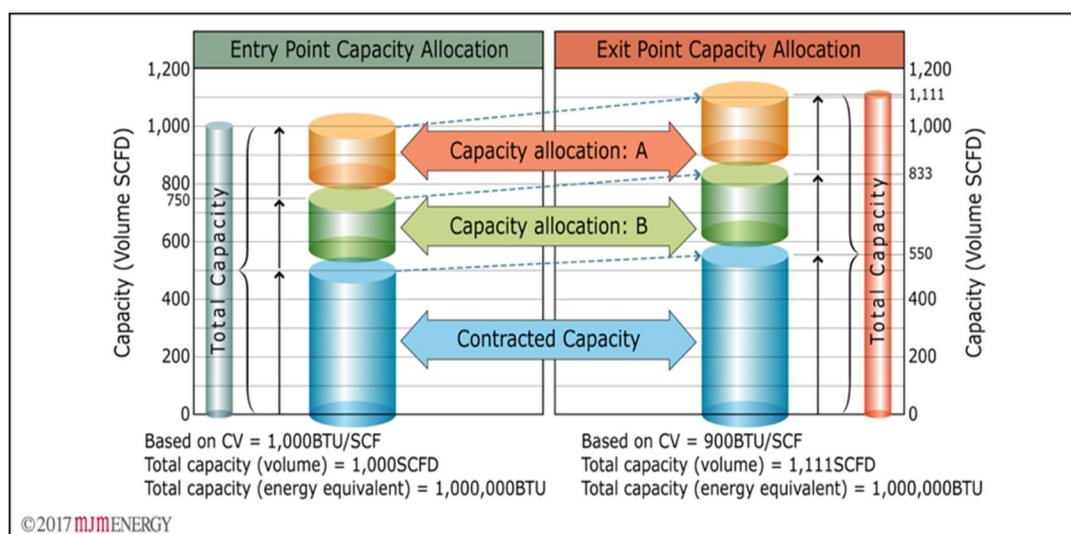 Entry Point Capacity Allocation
Exit Point Capacity Allocation
Capacity (Volume SCFD)
1,200
1,000
800
750
600
400
200
0
Total Capacity
Capacity allocation: A
Capacity allocation: B
Contracted Capacity
Total Capacity
1,200
1,111
1,000
833
550
400
200
0
Capacity (Volume SCFD)
Based on CV = 1,000BTU/SCF
Total capacity (volume) = 1,000SCFD
Total capacity (energy equivalent) = 1,000,000BTU
Based on CV = 900BTU/SCF
Total capacity (volume) = 1,111SCFD
Total capacity (energy equivalent) = 1,000,000BTU
©2017 mJmENERGY